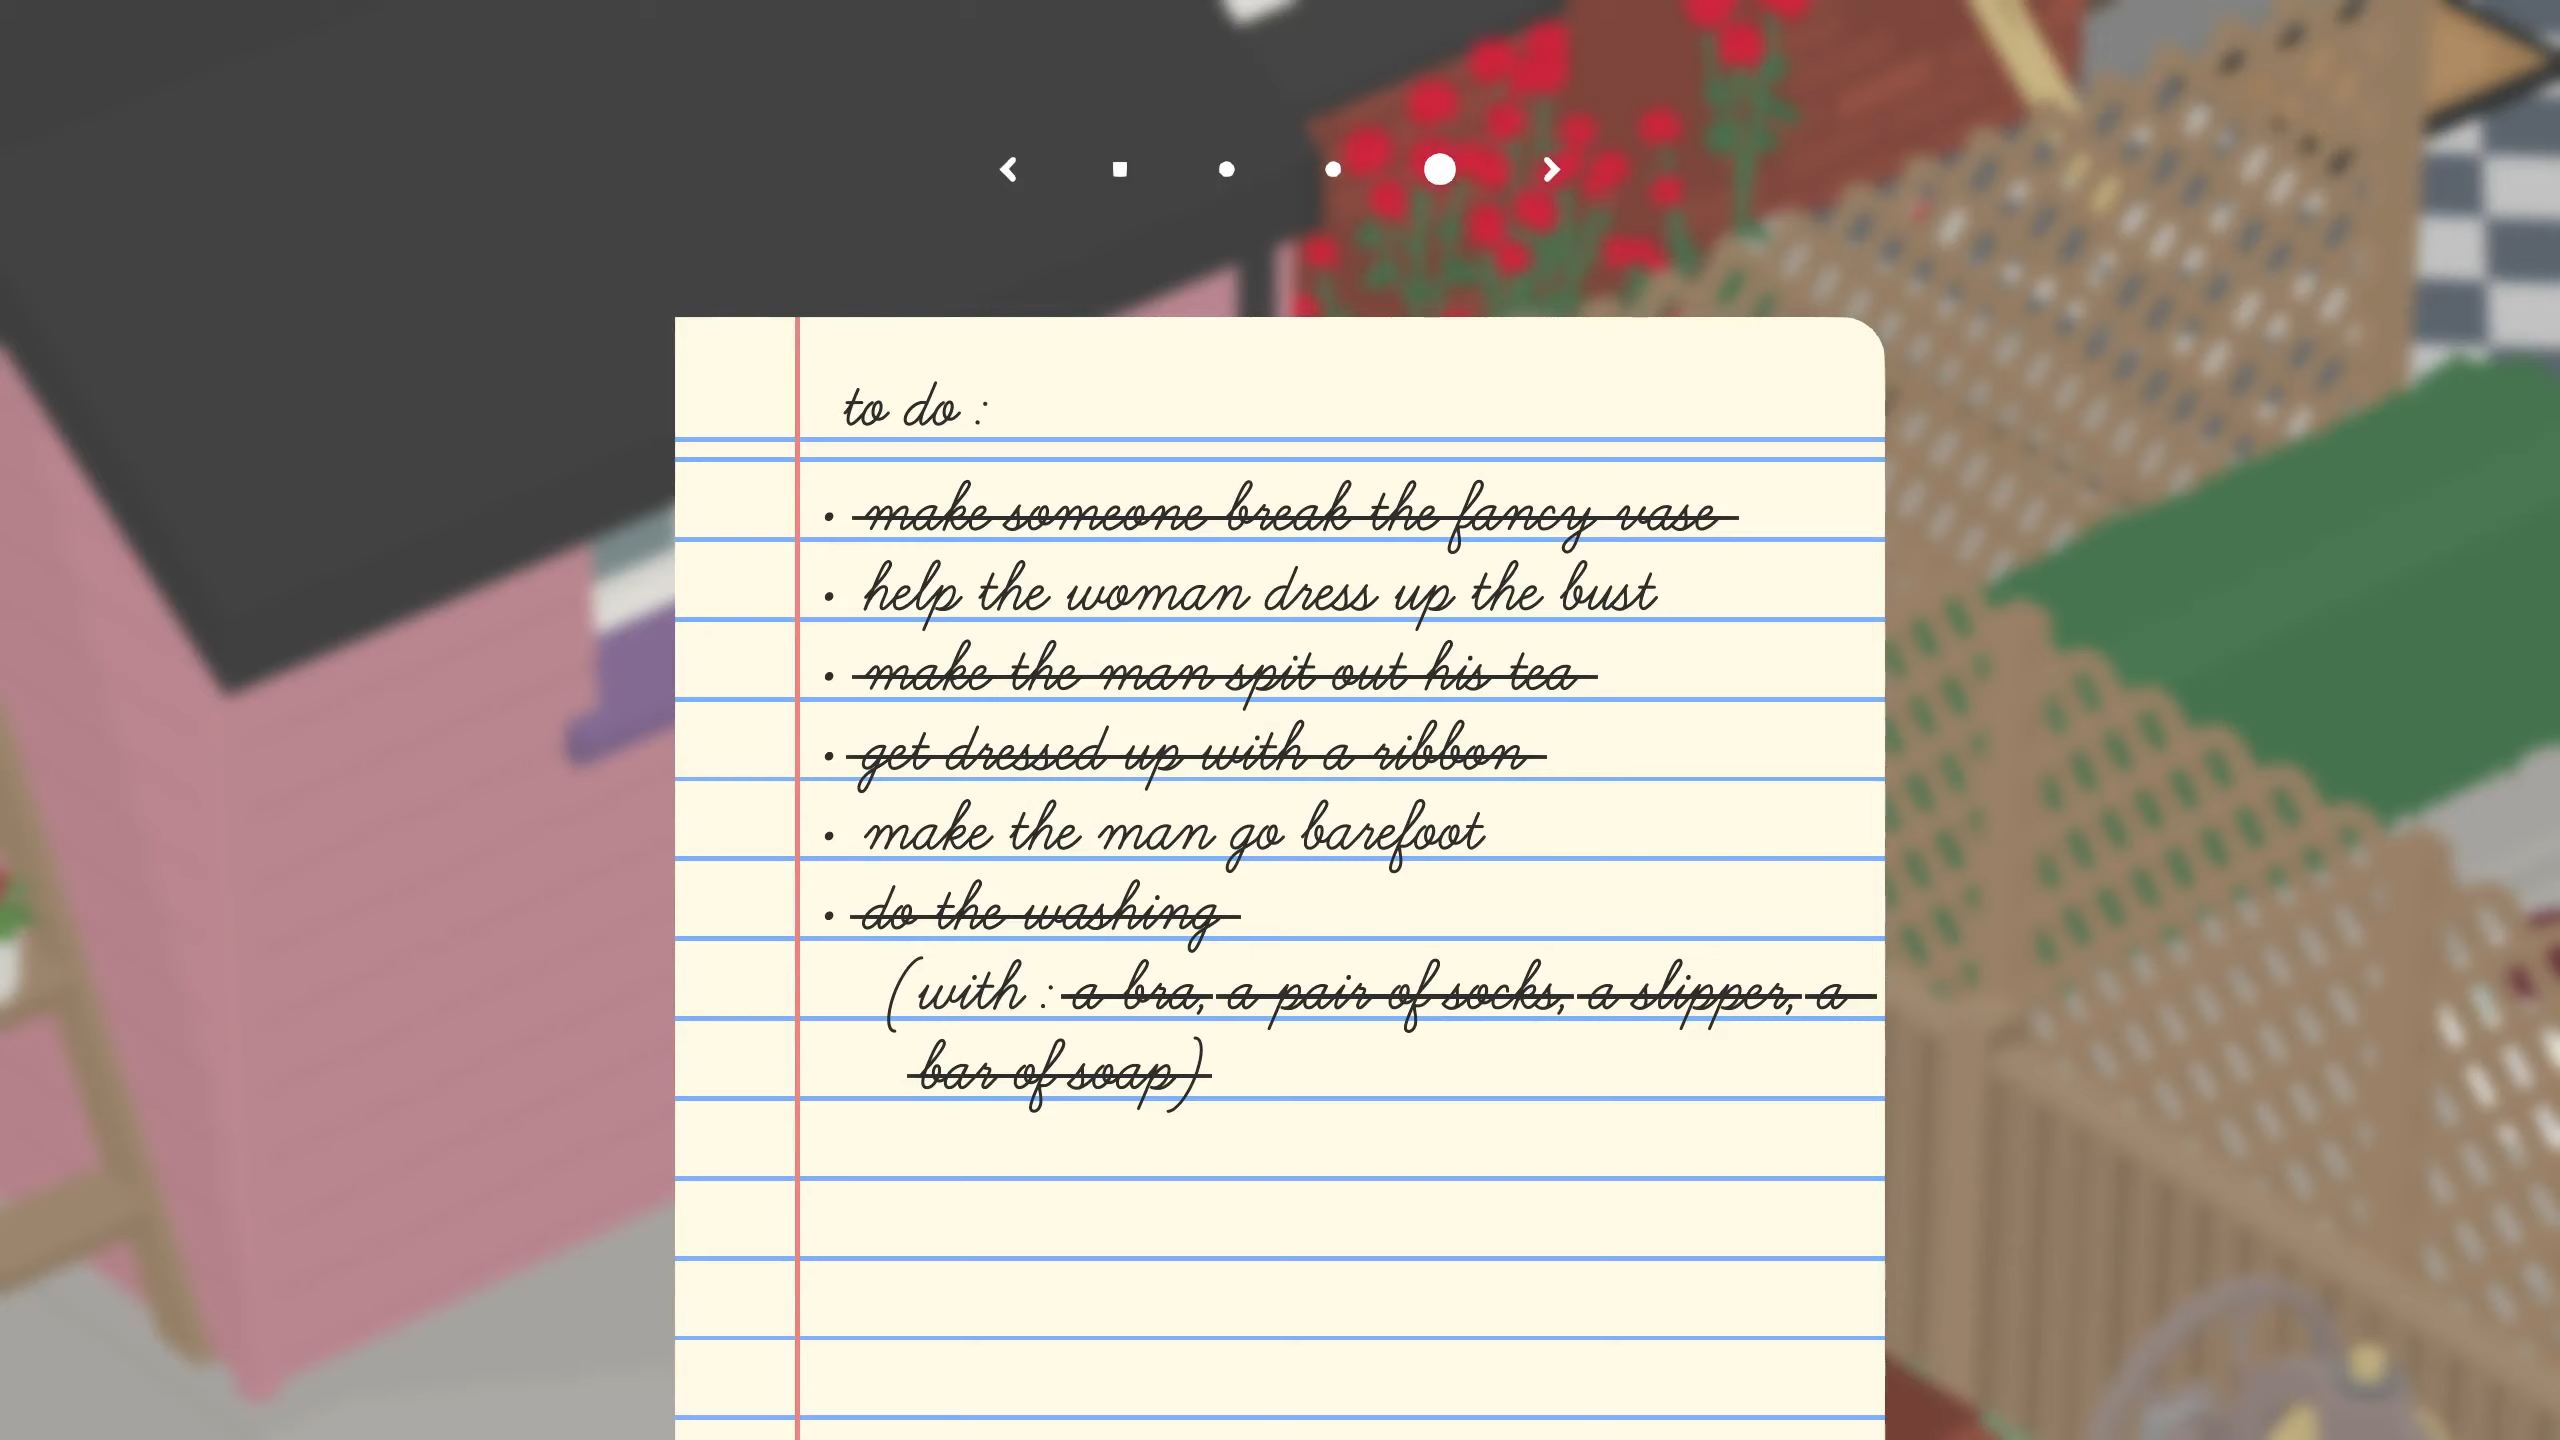 to do :
• make someone break the fancy vase
• help the woman dress up the bust
• make the man spit out his tea
• get dressed up with a ribbon
• make the man go barefoot
• do the washing
(with : a bra, a pair of socks, a slipper, a
bar of soap)